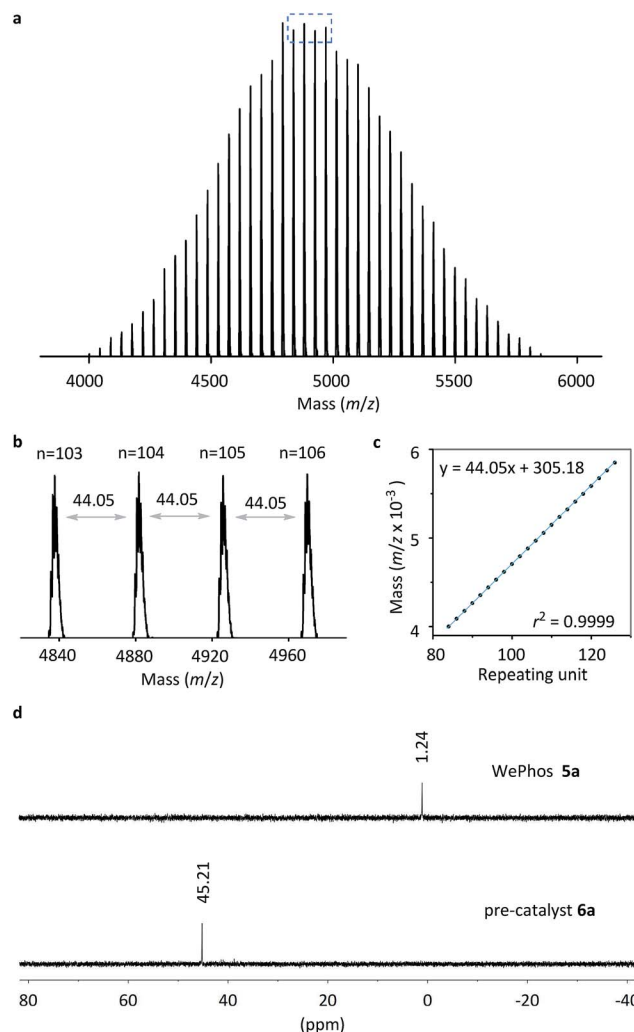 a
4000 4500 5000 5500 6000
Mass (m/z)
b
n=103 n=104 n=105 n=106
44.05 44.05 44.05
4840 4880 4920 4960
Mass (m/z)
c
y = 44.05x + 305.18
r² = 0.9999
Mass (m/z x 10⁻³)
6
5
4
80 100 120
Repeating unit
d
1.24
WePhos 5a
45.21
pre-catalyst 6a
80 60 40 20 0 -20 -40
(ppm)